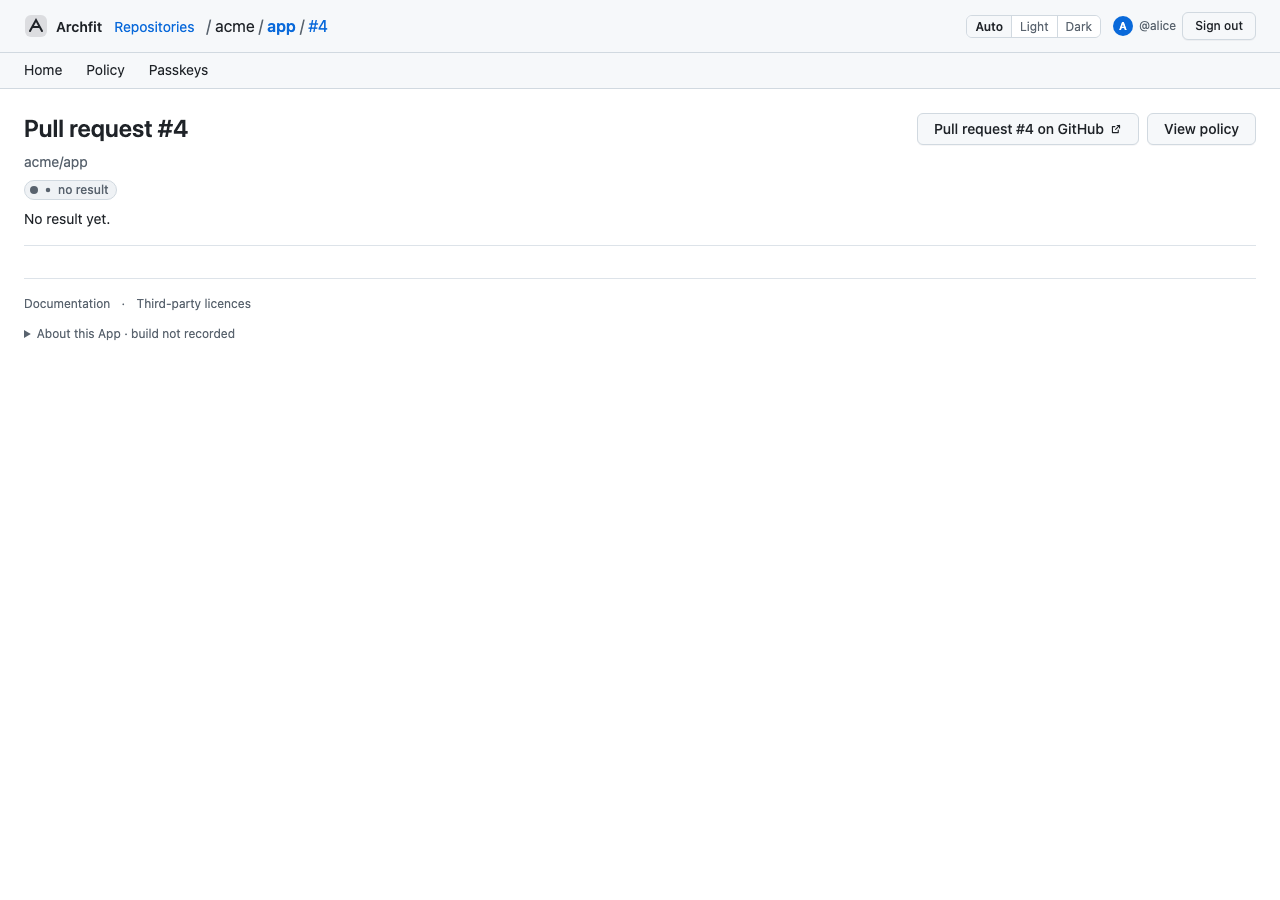 Archfit Repositories / acme / app / #4 Auto Light Dark A @alice Sign out
Home Policy Passkeys
Pull request #4 Pull request #4 on GitHub View policy
acme/app
• no result
No result yet.
Documentation · Third-party licences
About this App · build not recorded